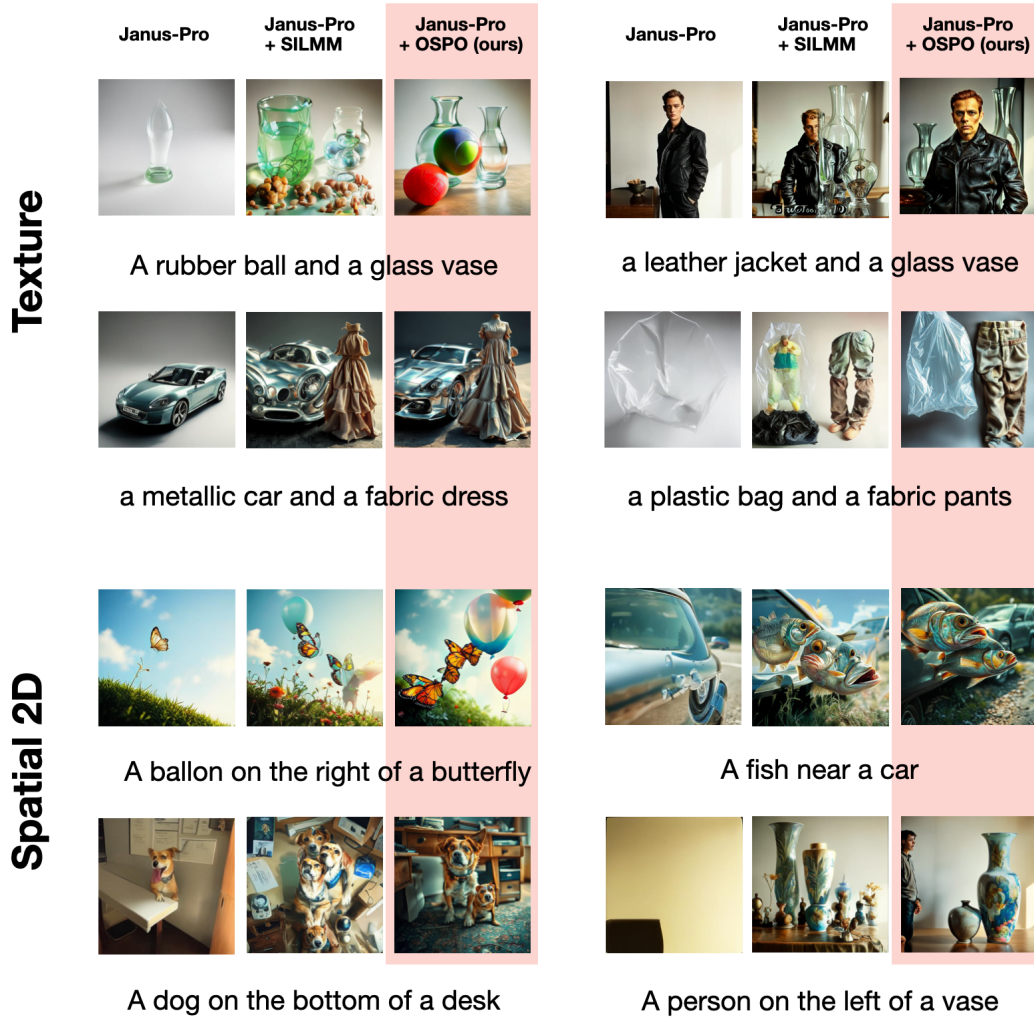 Janus-Pro
Janus-Pro
+ SILMM
Janus-Pro
+ OSPO (ours)
Janus-Pro
Janus-Pro
+ SILMM
Janus-Pro
+ OSPO (ours)
Texture
A rubber ball and a glass vase
a leather jacket and a glass vase
a metallic car and a fabric dress
a plastic bag and a fabric pants
Spatial 2D
A ballon on the right of a butterfly
A fish near a car
A dog on the bottom of a desk
A person on the left of a vase